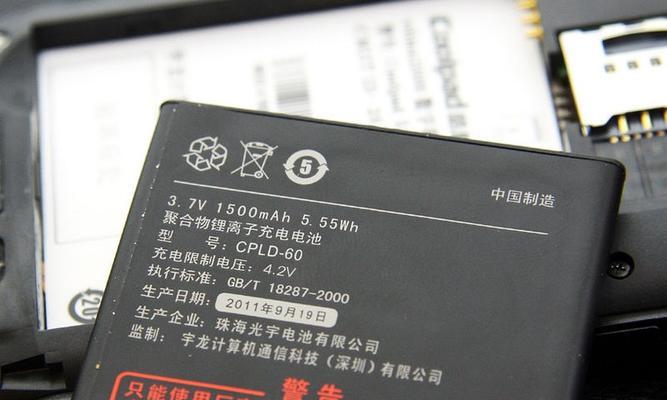 Coolpad
5
中国制造
3.7V 1500mAh 5.55Wh
聚合物锂离子充电电池
型 号: CPLD-60
充电限制电压: 4.2V
执行标准: GB/T 18287-2000
生产日期: 2011年9月19日
生产企业: 珠海光宇电池有限公司
监制: 宇龙计算机通信科技（深圳）有限公司
警告
只能使用
20